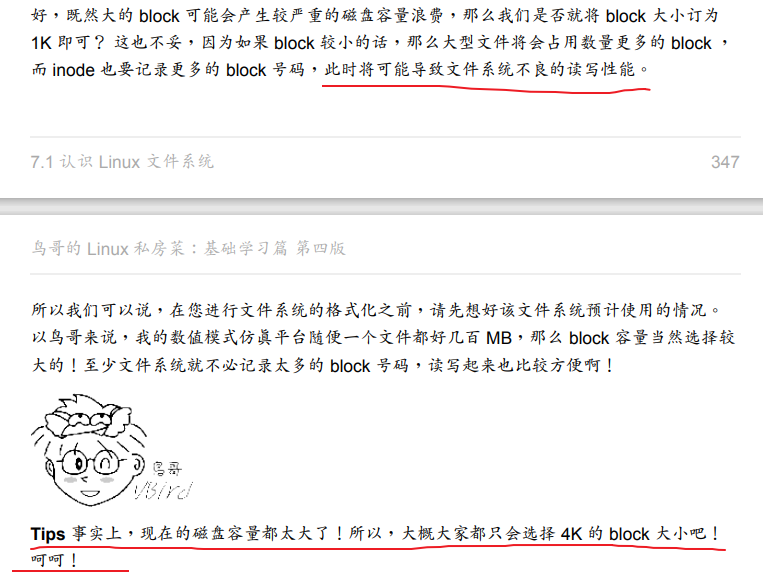 好，既然大的 block 可能会产生较严重的磁盘容量浪费，那么我们是否就将 block 大小订为
1K 即可？ 这也不妥，因为如果 block 较小的话，那么大型文件将会占用数量更多的 block ，
而 inode 也要记录更多的 block 号码，此时将可能导致文件系统不良的读写性能。
7.1 认识 Linux 文件系统
347
鸟哥的 Linux 私房菜：基础学习篇 第四版
所以我们可以说，在您进行文件系统的格式化之前，请先想好该文件系统预计使用的情况。
以鸟哥来说，我的数值模式仿真平台随便一个文件都好几百 MB，那么 block 容量当然选择较
大的！至少文件系统就不必记录太多的 block 号码，读写起来也比较方便啊！
鸟哥
VBird
Tips 事实上，现在的磁盘容量都太大了！所以，大概大家都只会选择 4K 的 block 大小吧！
呵呵！